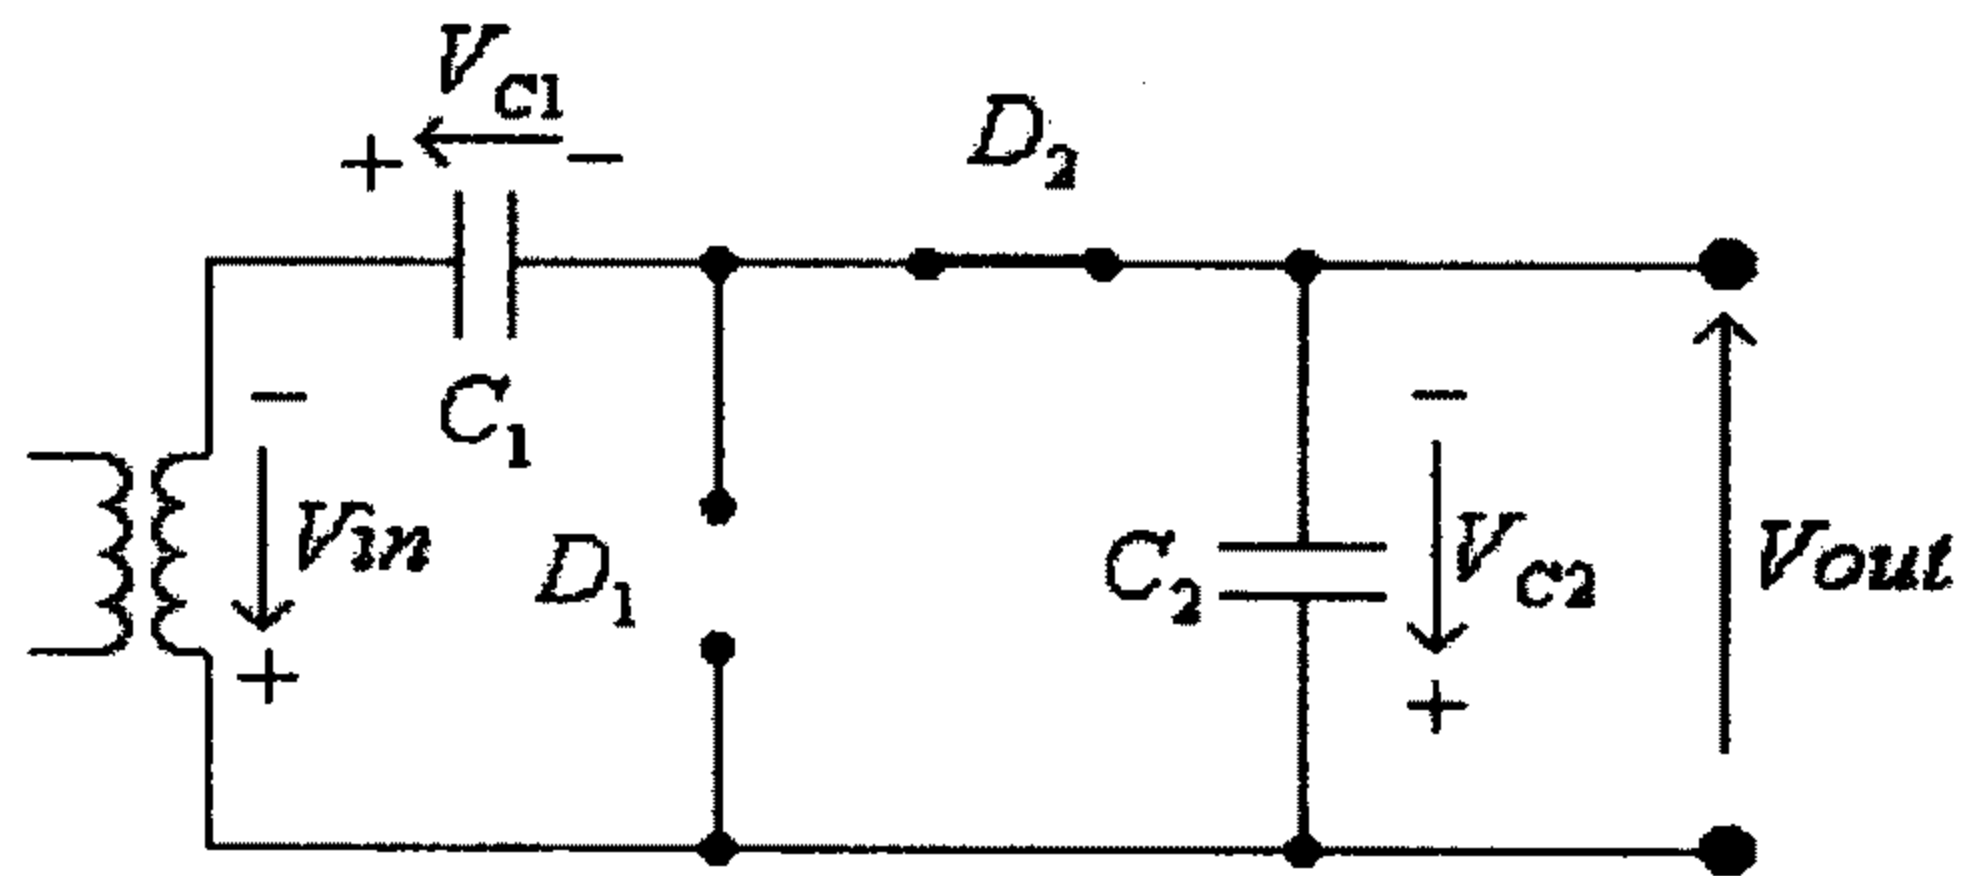 V_C1
+ −
D_2
C_1
−
Vin
+
D_1
C_2
−
V_C2
+
Vout